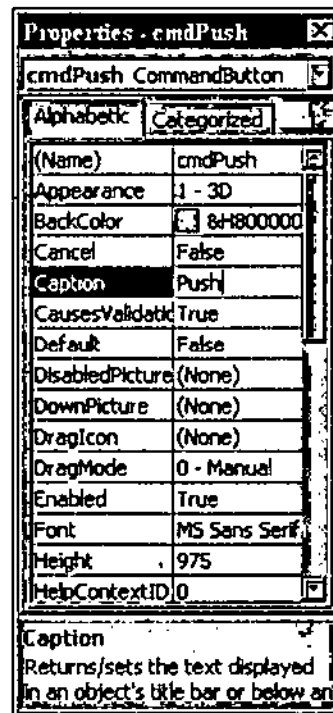 Properties - cmdPush
cmdPush CommandButton
Alphabetic Categorized
(Name) cmdPush
Appearance 1 - 3D
BackColor &H800000
Cancel False
Caption Push
CausesValidatic True
Default False
DisabledPicture (None)
DownPicture (None)
DragIcon (None)
DragMode 0 - Manual
Enabled True
Font MS Sans Serif
Height 975
HelpContextID 0
Caption
Returns/sets the text displayed
in an object's title bar or below an